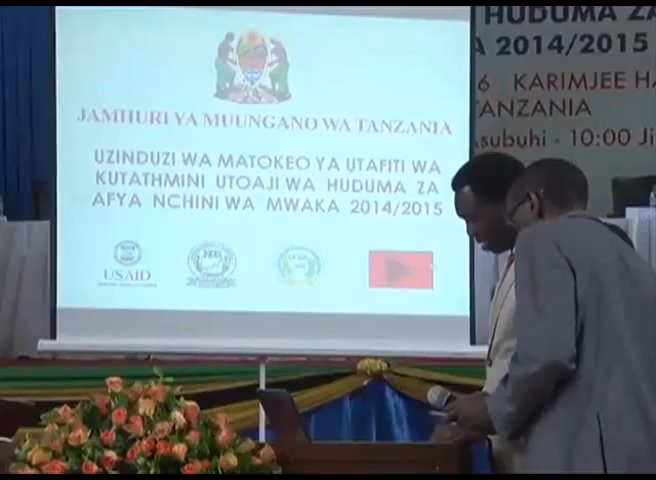 JAMHURI YA MUUNGANO WA TANZANIA
UZINDUZI WA MATOKEO YA UTAFITI WA
KUTATHMINI UTOAJI WA HUDUMA ZA
AFYA NCHINI WA MWAKA 2014/2015
USAID
HUDUMA ZA
A 2014/2015
6 KARIMJEE HA
TANZANIA
Asubuhi - 10:00 Ji